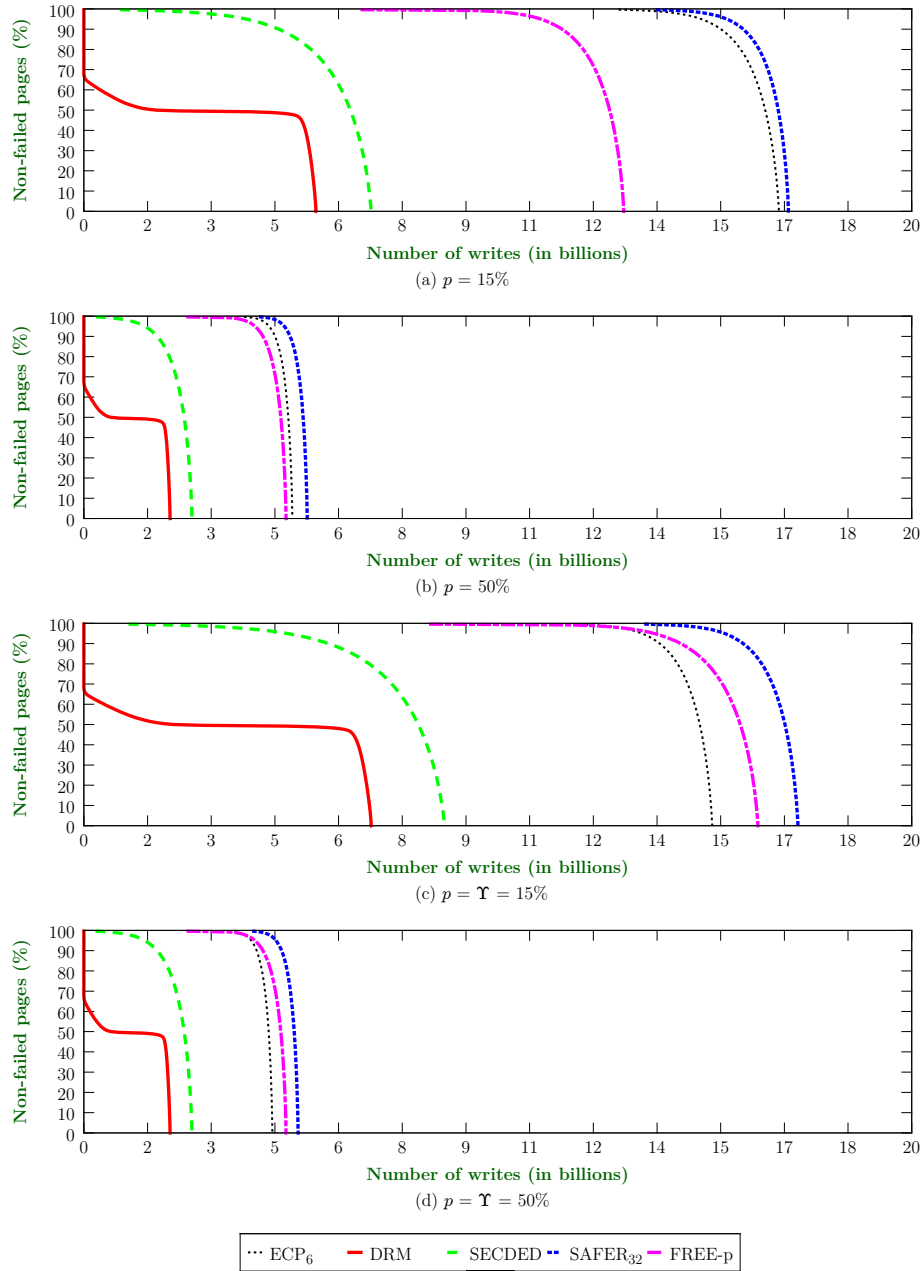 100
90
80
70
60
50
40
30
20
10
0
Non-failed pages (%)
0 2 3 5 6 8 9 11 12 14 15 17 18 20
Number of writes (in billions)
(a) p = 15%
100
90
80
70
60
50
40
30
20
10
0
Non-failed pages (%)
0 2 3 5 6 8 9 11 12 14 15 17 18 20
Number of writes (in billions)
(b) p = 50%
100
90
80
70
60
50
40
30
20
10
0
Non-failed pages (%)
0 2 3 5 6 8 9 11 12 14 15 17 18 20
Number of writes (in billions)
(c) p = ϒ = 15%
100
90
80
70
60
50
40
30
20
10
0
Non-failed pages (%)
0 2 3 5 6 8 9 11 12 14 15 17 18 20
Number of writes (in billions)
(d) p = ϒ = 50%
ECP₆ DRM SECDED SAFER₃₂ FREE-p